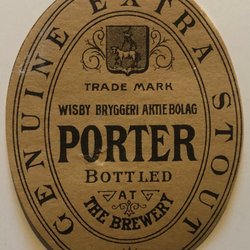 GENUINE EXTRA STOUT
TRADE MARK
WISBY BRYGGERI AKTIE BOLAG
PORTER
BOTTLED
AT
THE BREWERY